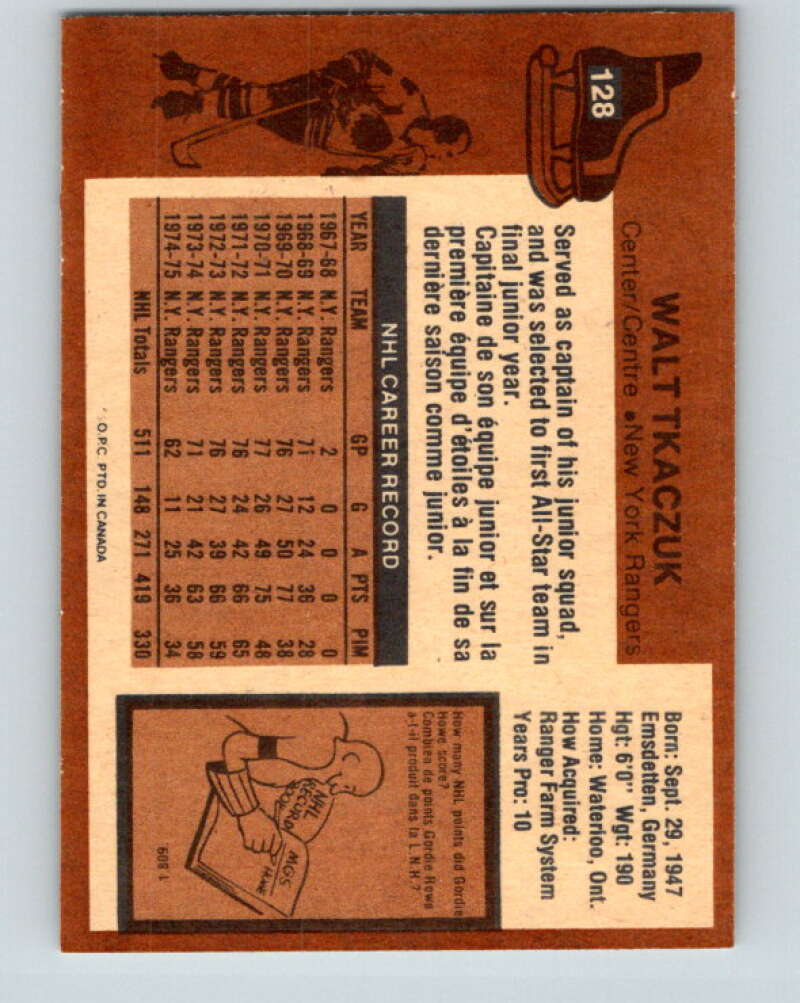 128
WALT TKACZUK
Center/Centre • New York Rangers
Served as captain of his junior squad,
and was selected to first All-Star team in
final junior year.
Capitaine de son équipe junior et sur la
première équipe d'étoiles à la fin de sa
dernière saison comme junior.
NHL CAREER RECORD
YEAR TEAM GP G A PTS PIM
1967-68 N.Y. Rangers 2 0 0 0 0
1968-69 N.Y. Rangers 71 12 24 36 28
1969-70 N.Y. Rangers 76 27 50 77 38
1970-71 N.Y. Rangers 77 26 49 75 48
1971-72 N.Y. Rangers 76 24 42 66 65
1972-73 N.Y. Rangers 76 27 39 66 59
1973-74 N.Y. Rangers 71 21 42 63 58
1974-75 N.Y. Rangers 62 11 25 36 34
NHL Totals 511 148 271 419 330
O.P.C. PTD. IN CANADA
Born: Sept. 29, 1947
Emsdetten, Germany
Hgt: 6'0" Wgt: 190
Home: Waterloo, Ont.
How Acquired:
Ranger Farm System
Years Pro: 10
How many NHL points did Gordie
Howe score?
Combien de points Gordie Howe
a-t-il produit dans la L.N.H.?
NHL
RECORD
BOOK
MGS
HAWE
1 809